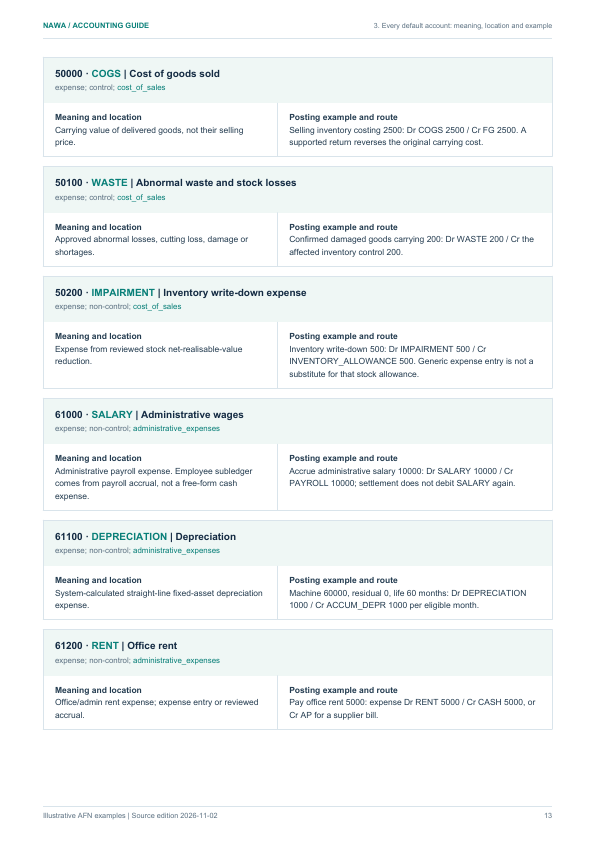 NAWA / ACCOUNTING GUIDE
3. Every default account: meaning, location and example
50000 · COGS | Cost of goods sold
expense; control; cost_of_sales
Meaning and location
Carrying value of delivered goods, not their selling
price.
Posting example and route
Selling inventory costing 2500: Dr COGS 2500 / Cr FG 2500. A
supported return reverses the original carrying cost.
50100 · WASTE | Abnormal waste and stock losses
expense; control; cost_of_sales
Meaning and location
Approved abnormal losses, cutting loss, damage or
shortages.
Posting example and route
Confirmed damaged goods carrying 200: Dr WASTE 200 / Cr the
affected inventory control 200.
50200 · IMPAIRMENT | Inventory write-down expense
expense; non-control; cost_of_sales
Meaning and location
Expense from reviewed stock net-realisable-value
reduction.
Posting example and route
Inventory write-down 500: Dr IMPAIRMENT 500 / Cr
INVENTORY_ALLOWANCE 500. Generic expense entry is not a
substitute for that stock allowance.
61000 · SALARY | Administrative wages
expense; non-control; administrative_expenses
Meaning and location
Administrative payroll expense. Employee subledger
comes from payroll accrual, not a free-form cash
expense.
Posting example and route
Accrue administrative salary 10000: Dr SALARY 10000 / Cr
PAYROLL 10000; settlement does not debit SALARY again.
61100 · DEPRECIATION | Depreciation
expense; non-control; administrative_expenses
Meaning and location
System-calculated straight-line fixed-asset depreciation
expense.
Posting example and route
Machine 60000, residual 0, life 60 months: Dr DEPRECIATION
1000 / Cr ACCUM_DEPR 1000 per eligible month.
61200 · RENT | Office rent
expense; non-control; administrative_expenses
Meaning and location
Office/admin rent expense; expense entry or reviewed
accrual.
Posting example and route
Pay office rent 5000: expense Dr RENT 5000 / Cr CASH 5000, or
Cr AP for a supplier bill.
Illustrative AFN examples | Source edition 2026-11-02
13